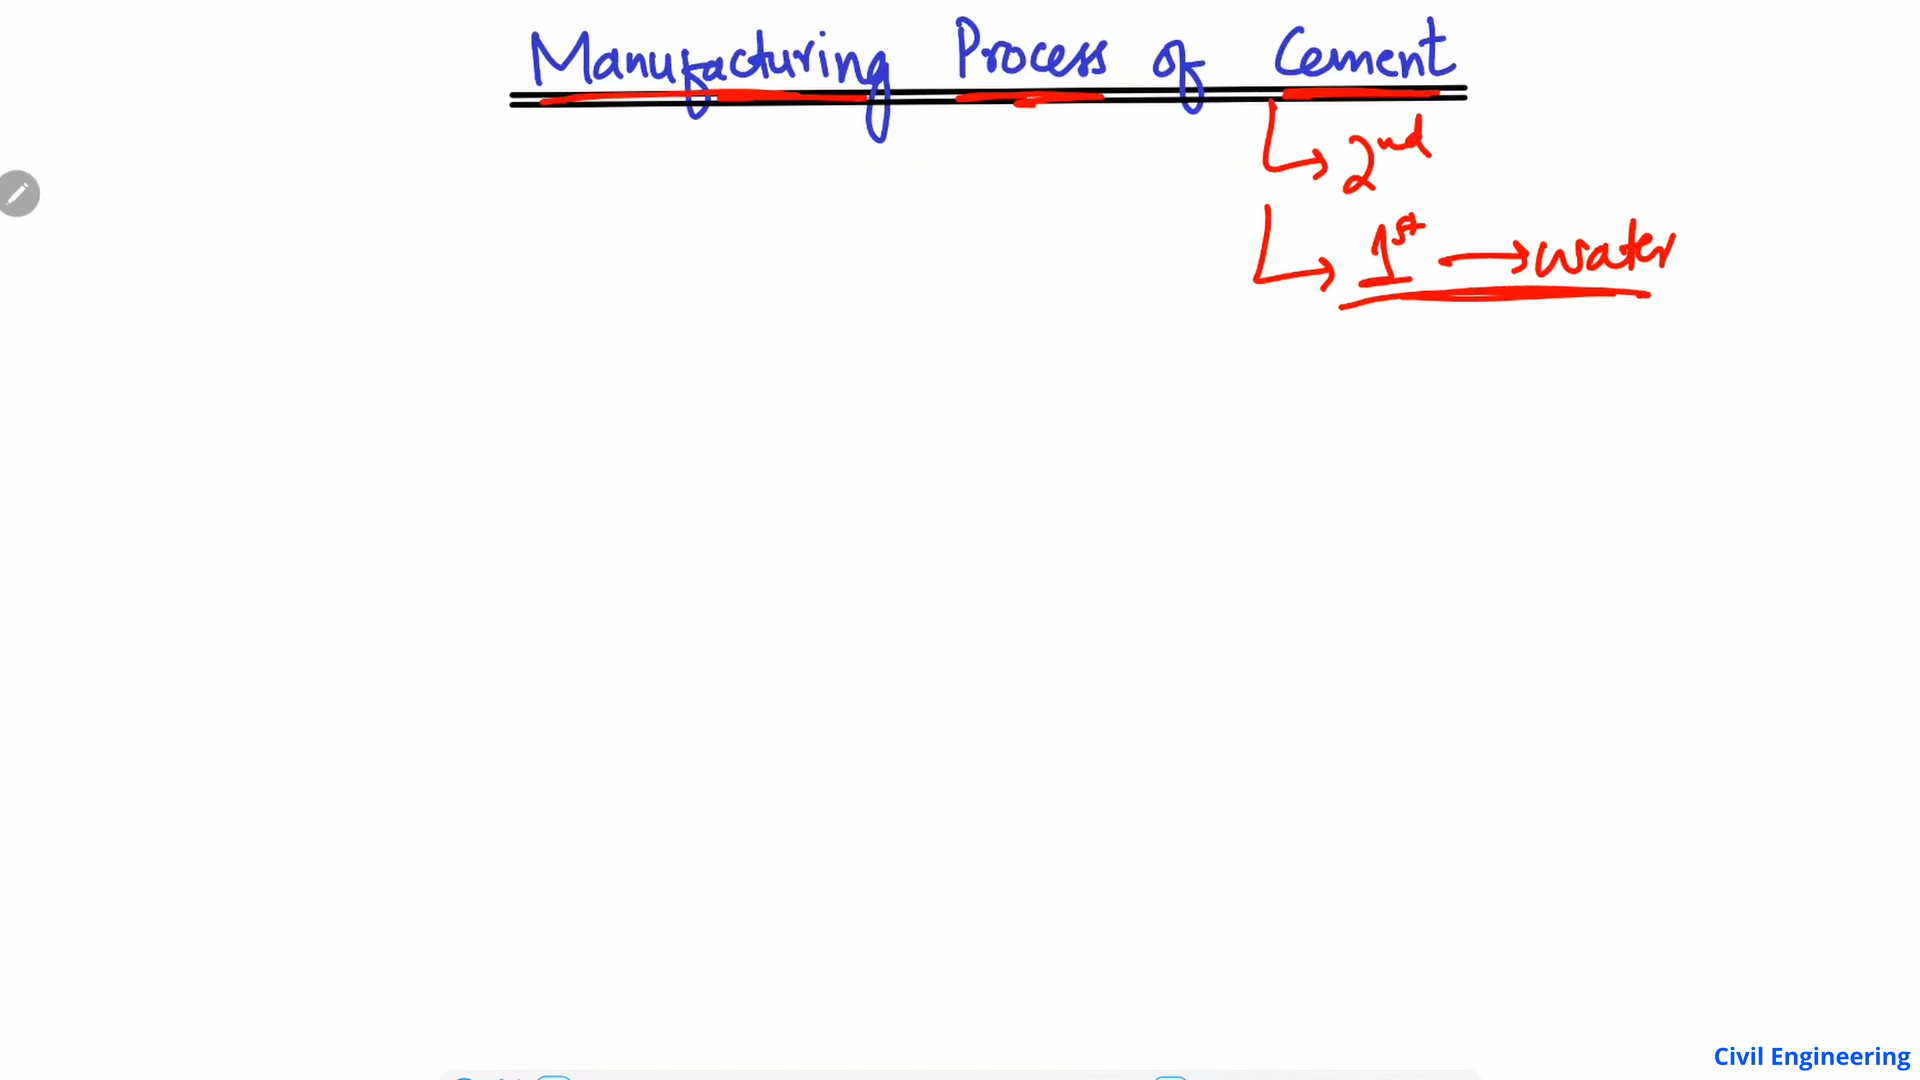 Manufacturing Process of Cement
2nd
1st → water
Civil Engineering